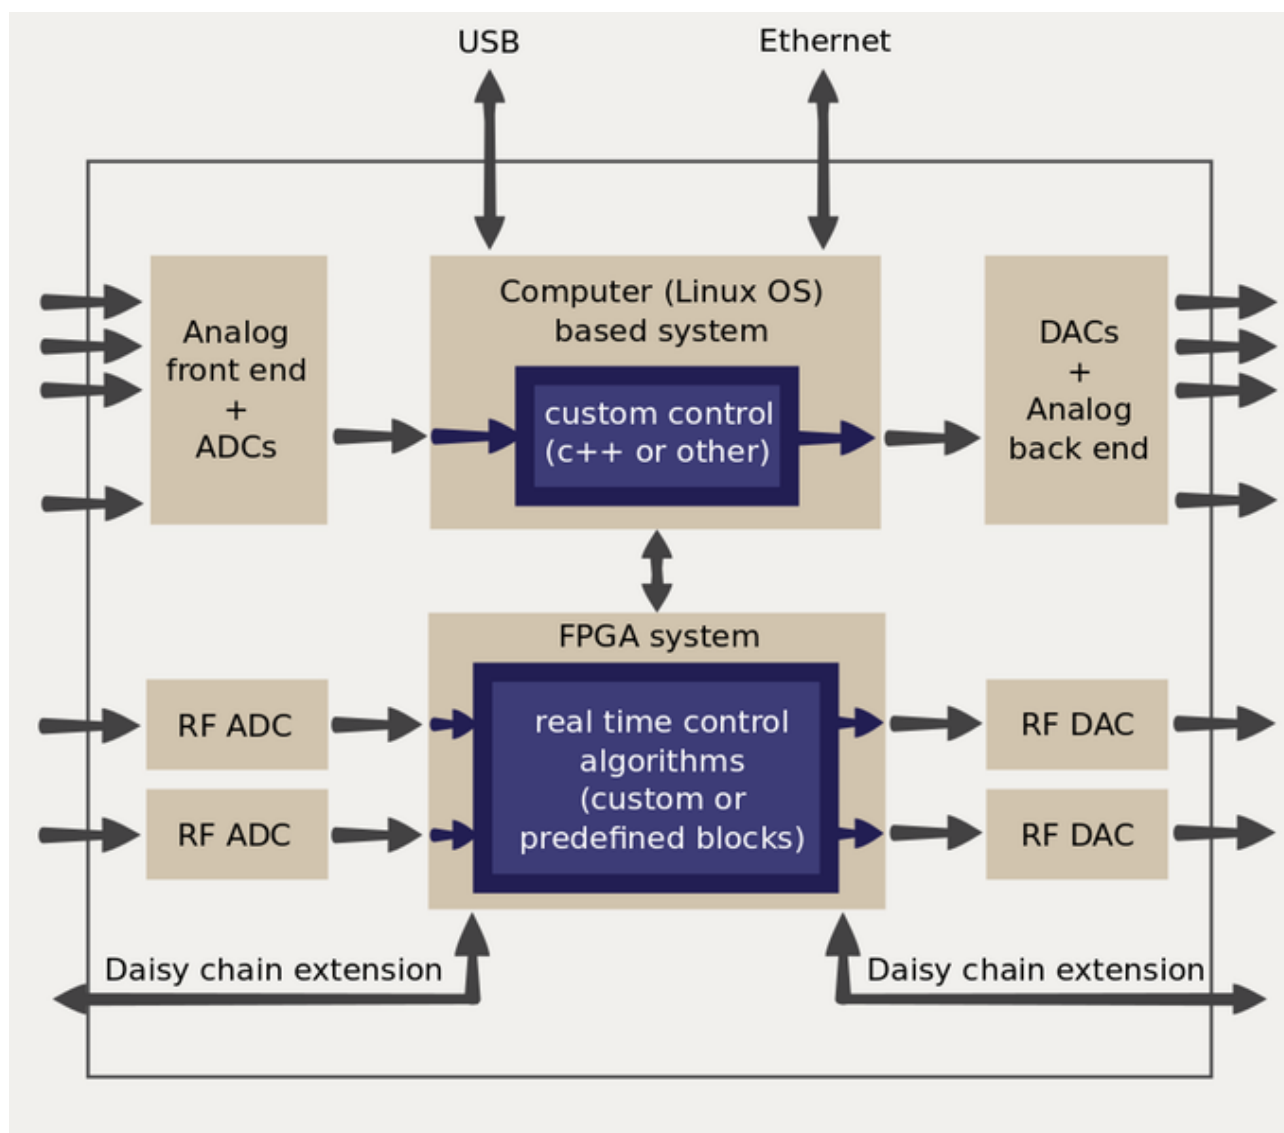 USB
Ethernet
Analog
front end
+
ADCs
Computer (Linux OS)
based system
custom control
(c++ or other)
DACs
+
Analog
back end
FPGA system
RF ADC
RF ADC
real time control
algorithms
(custom or
predefined blocks)
RF DAC
RF DAC
Daisy chain extension
Daisy chain extension